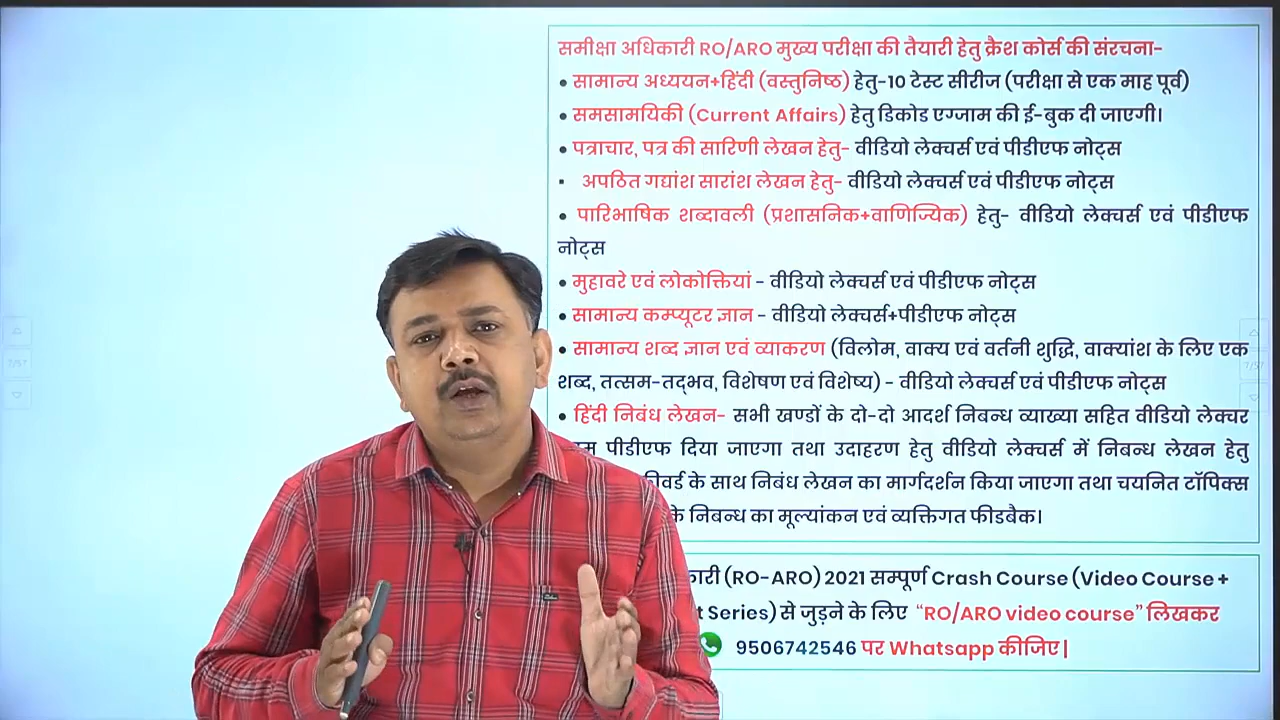 समीक्षा अधिकारी RO/ARO मुख्य परीक्षा की तैयारी हेतु क्रैश कोर्स की संरचना-
• सामान्य अध्ययन+हिंदी (वस्तुनिष्ठ) हेतु-10 टेस्ट सीरीज (परीक्षा से एक माह पूर्व)
• समसामयिकी (Current Affairs) हेतु डिकोड एग्जाम की ई-बुक दी जाएगी।
• पत्राचार, पत्र की सारिणी लेखन हेतु- वीडियो लेक्चर्स एवं पीडीएफ नोट्स
▪ अपठित गद्यांश सारांश लेखन हेतु- वीडियो लेक्चर्स एवं पीडीएफ नोट्स
• पारिभाषिक शब्दावली (प्रशासनिक+वाणिज्यिक) हेतु- वीडियो लेक्चर्स एवं पीडीएफ
नोट्स
• मुहावरे एवं लोकोक्तियां - वीडियो लेक्चर्स एवं पीडीएफ नोट्स
• सामान्य कम्प्यूटर ज्ञान - वीडियो लेक्चर्स+पीडीएफ नोट्स
• सामान्य शब्द ज्ञान एवं व्याकरण (विलोम, वाक्य एवं वर्तनी शुद्धि, वाक्यांश के लिए एक
शब्द, तत्सम-तद्भव, विशेषण एवं विशेष्य) - वीडियो लेक्चर्स एवं पीडीएफ नोट्स
• हिंदी निबंध लेखन- सभी खण्डों के दो-दो आदर्श निबन्ध व्याख्या सहित वीडियो लेक्चर
पीडीएफ दिया जाएगा तथा उदाहरण हेतु वीडियो लेक्चर्स में निबन्ध लेखन हेतु
के साथ निबंध लेखन का मार्गदर्शन किया जाएगा तथा चयनित टॉपिक्स
के निबन्ध का मूल्यांकन एवं व्यक्तिगत फीडबैक।
(RO-ARO) 2021 सम्पूर्ण Crash Course (Video Course +
Series) से जुड़ने के लिए “RO/ARO video course” लिखकर
9506742546 पर Whatsapp कीजिए|